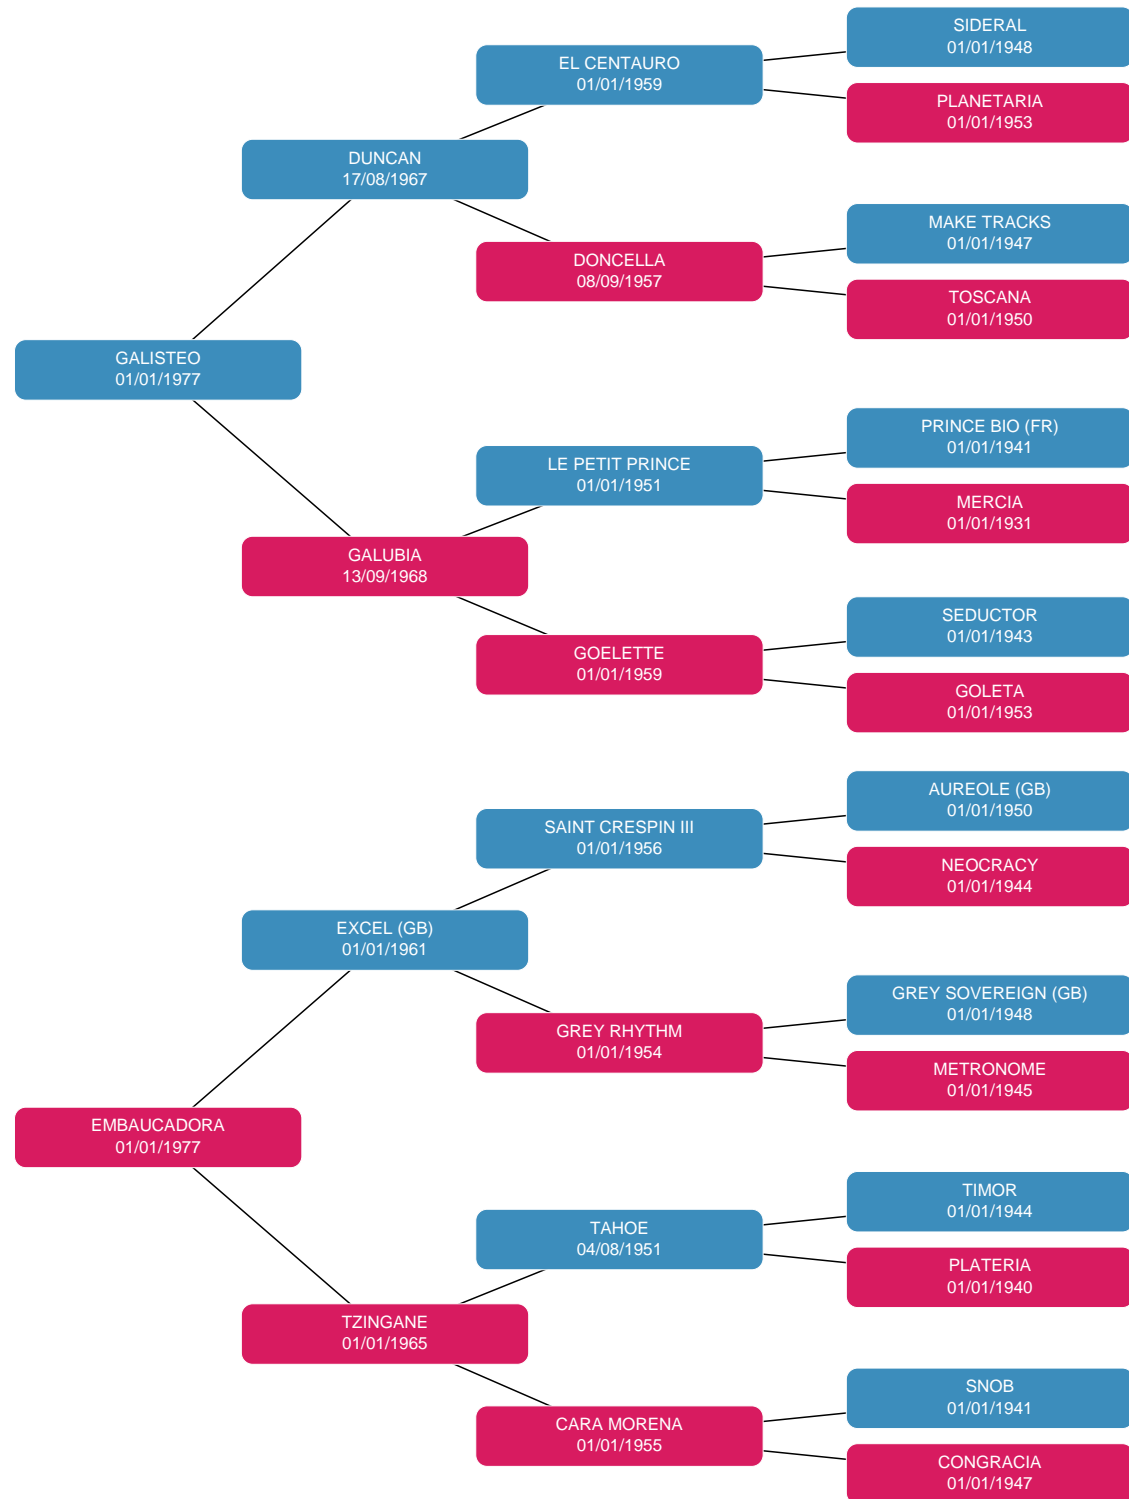 SIDERAL
01/01/1948
EL CENTAURO
01/01/1959
PLANETARIA
01/01/1953
DUNCAN
17/08/1967
MAKE TRACKS
01/01/1947
DONCELLA
08/09/1957
TOSCANA
01/01/1950
GALISTEO
01/01/1977
PRINCE BIO (FR)
01/01/1941
LE PETIT PRINCE
01/01/1951
MERCIA
01/01/1931
GALUBIA
13/09/1968
SEDUCTOR
01/01/1943
GOELETTE
01/01/1959
GOLETA
01/01/1953
AUREOLE (GB)
01/01/1950
SAINT CRESPIN III
01/01/1956
NEOCRACY
01/01/1944
EXCEL (GB)
01/01/1961
GREY SOVEREIGN (GB)
01/01/1948
GREY RHYTHM
01/01/1954
METRONOME
01/01/1945
EMBAUCADORA
01/01/1977
TIMOR
01/01/1944
TAHOE
04/08/1951
PLATERIA
01/01/1940
TZINGANE
01/01/1965
SNOB
01/01/1941
CARA MORENA
01/01/1955
CONGRACIA
01/01/1947